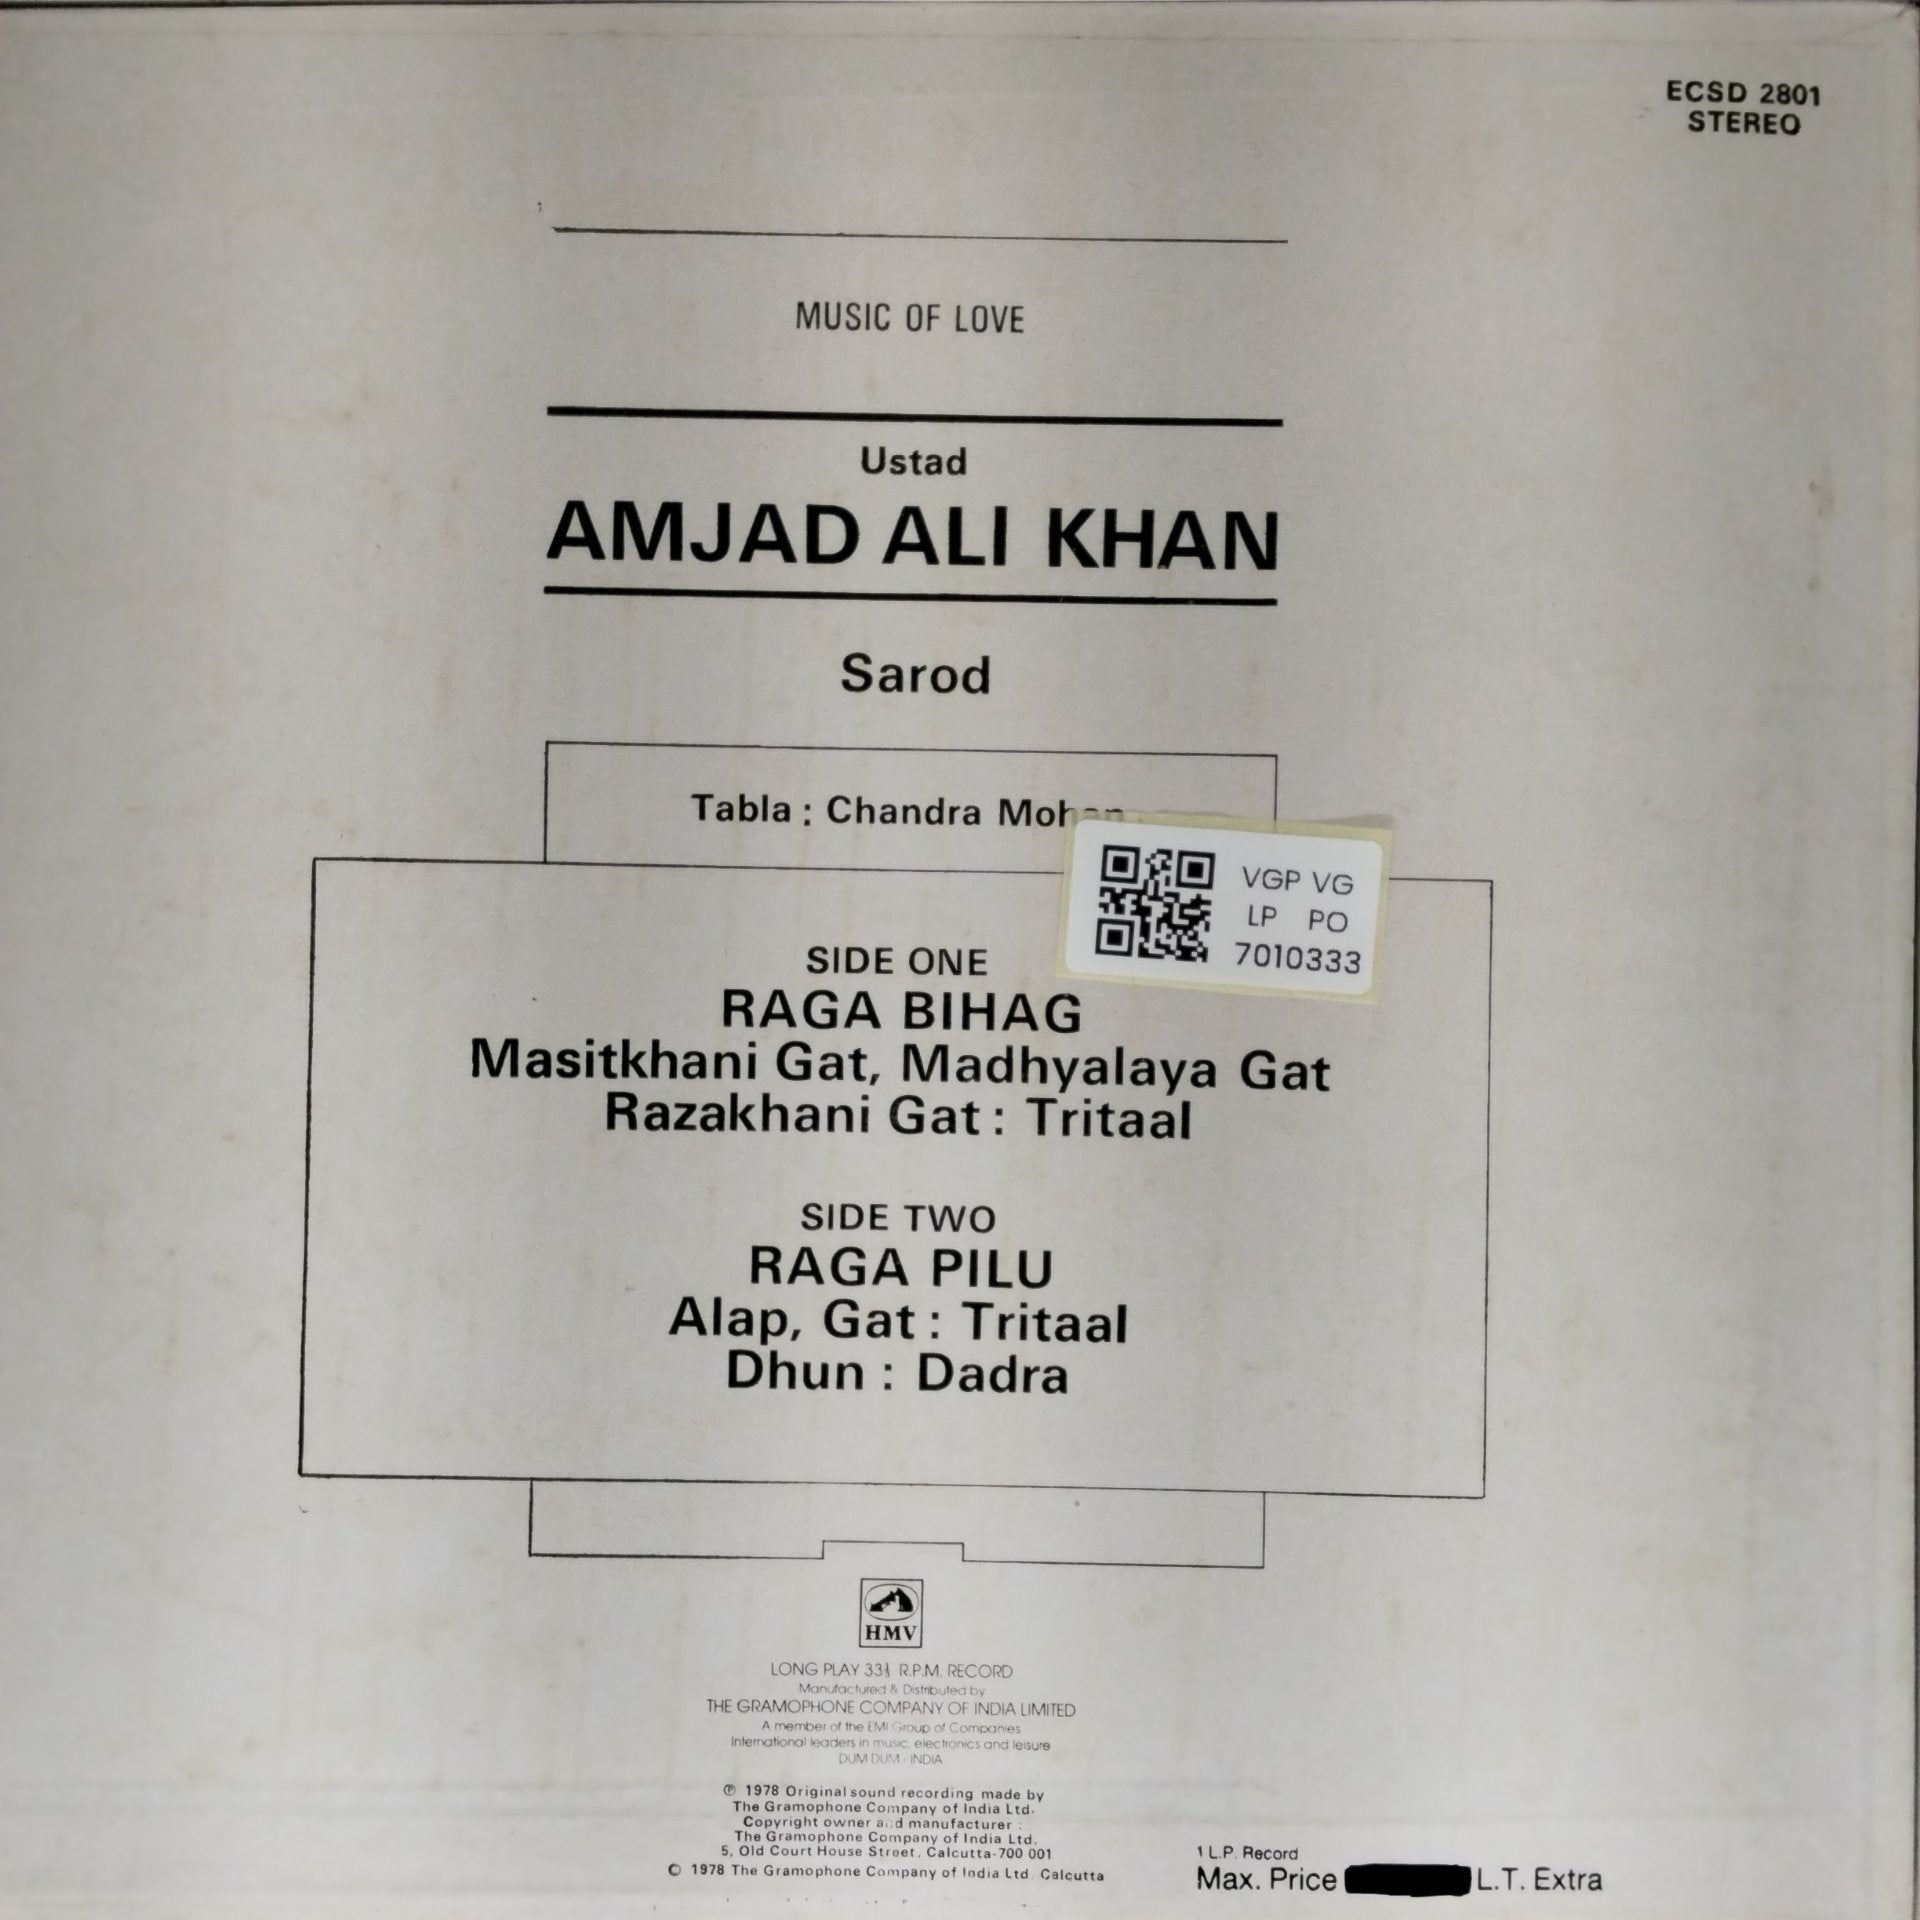 ECSD 2801
STEREO
MUSIC OF LOVE
Ustad
AMJAD ALI KHAN
Sarod
Tabla : Chandra Mohan
VGP VG
LP PO
7010333
SIDE ONE
RAGA BIHAG
Masitkhani Gat, Madhyalaya Gat
Razakhani Gat : Tritaal
SIDE TWO
RAGA PILU
Alap, Gat : Tritaal
Dhun : Dadra
HMV
LONG PLAY 33⅓ R.P.M. RECORD
Manufactured & Distributed by
THE GRAMOPHONE COMPANY OF INDIA LIMITED
A member of the EMI Group of Companies
International leaders in music, electronics and leisure
DUM DUM · INDIA
℗ 1978 Original sound recording made by
The Gramophone Company of India Ltd.
Copyright owner and manufacturer :
The Gramophone Company of India Ltd.
5, Old Court House Street, Calcutta-700 001
© 1978 The Gramophone Company of India Ltd. Calcutta
1 L.P. Record
Max. Price L.T. Extra